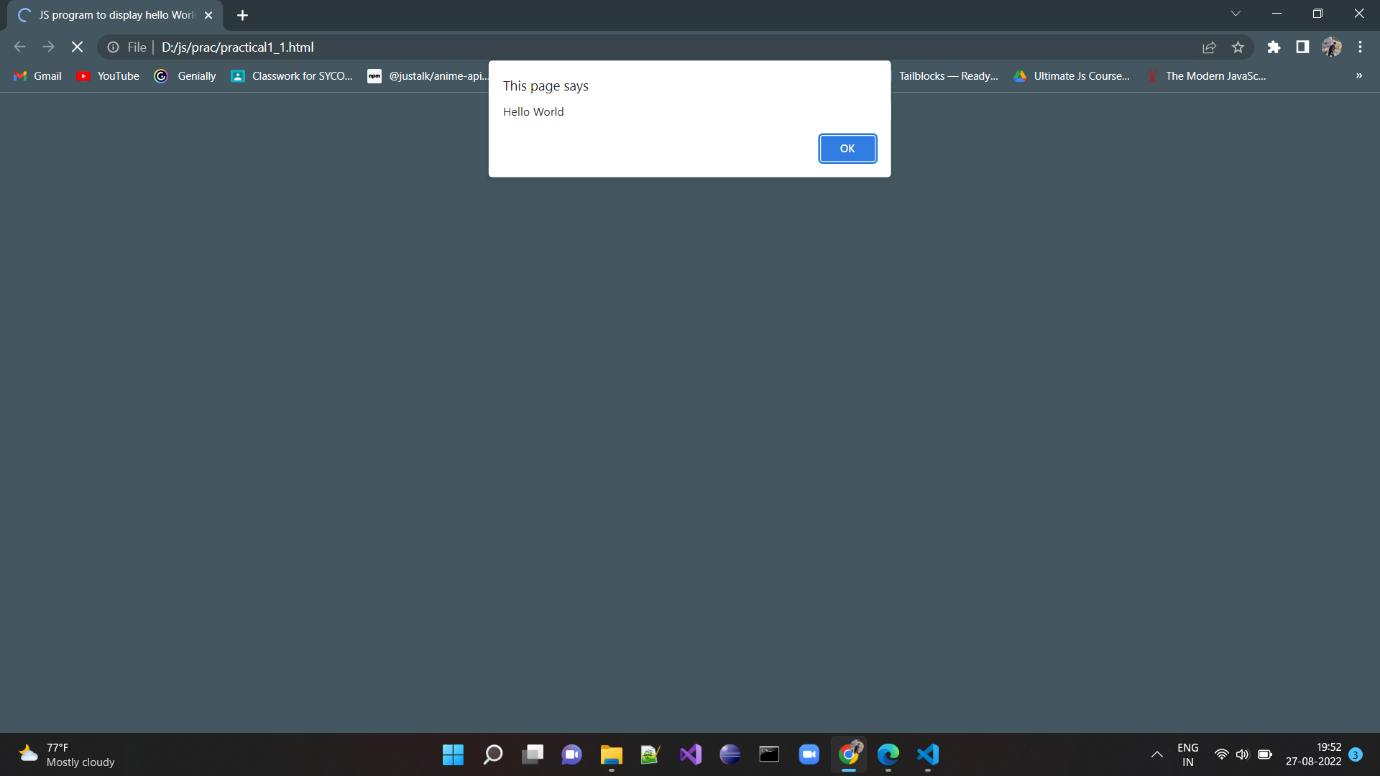 JS program to display hello Worl
File
D:/js/prac/practical1_1.html
Gmail
YouTube
Genially
Classwork for SYCO...
npm
@justalk/anime-api...
Tailblocks — Ready...
Ultimate Js Course...
The Modern JavaSc...
»
This page says
Hello World
OK
77°F
Mostly cloudy
ENG
IN
19:52
27-08-2022
3